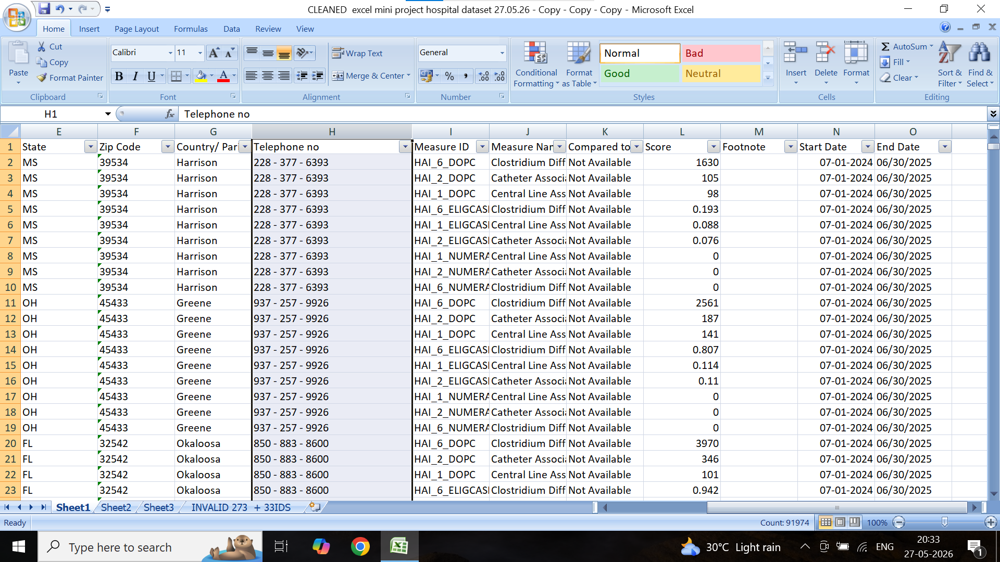 CLEANED  excel mini project hospital dataset 27.05.26 - Copy - Copy - Copy - Microsoft Excel
Home Insert Page Layout Formulas Data Review View
Cut
Copy
Format Painter
Paste
Clipboard
Calibri 11
B I U
Font
Wrap Text
Merge & Center
Alignment
General
% ,
Number
Conditional Formatting
Format as Table
Normal Bad
Good Neutral
Styles
Insert Delete Format
Cells
Σ AutoSum
Fill
Clear
Sort & Filter
Find & Select
Editing
H1 fx Telephone no
E F G H I J K L M N O
1 State Zip Code Country/ Par Telephone no Measure ID Measure Nar Compared to Score Footnote Start Date End Date
2 MS 39534 Harrison 228 - 377 - 6393 HAI_6_DOPC Clostridium Diff Not Available 1630 07-01-2024 06/30/2025
3 MS 39534 Harrison 228 - 377 - 6393 HAI_2_DOPC Catheter Associa Not Available 105 07-01-2024 06/30/2025
4 MS 39534 Harrison 228 - 377 - 6393 HAI_1_DOPC Central Line Ass Not Available 98 07-01-2024 06/30/2025
5 MS 39534 Harrison 228 - 377 - 6393 HAI_6_ELIGCASI Clostridium Diff Not Available 0.193 07-01-2024 06/30/2025
6 MS 39534 Harrison 228 - 377 - 6393 HAI_1_ELIGCASI Central Line Ass Not Available 0.088 07-01-2024 06/30/2025
7 MS 39534 Harrison 228 - 377 - 6393 HAI_2_ELIGCASI Catheter Associa Not Available 0.076 07-01-2024 06/30/2025
8 MS 39534 Harrison 228 - 377 - 6393 HAI_1_NUMERA Central Line Ass Not Available 0 07-01-2024 06/30/2025
9 MS 39534 Harrison 228 - 377 - 6393 HAI_2_NUMERA Catheter Associa Not Available 0 07-01-2024 06/30/2025
10 MS 39534 Harrison 228 - 377 - 6393 HAI_6_NUMERA Clostridium Diff Not Available 0 07-01-2024 06/30/2025
11 OH 45433 Greene 937 - 257 - 9926 HAI_6_DOPC Clostridium Diff Not Available 2561 07-01-2024 06/30/2025
12 OH 45433 Greene 937 - 257 - 9926 HAI_2_DOPC Catheter Associa Not Available 187 07-01-2024 06/30/2025
13 OH 45433 Greene 937 - 257 - 9926 HAI_1_DOPC Central Line Ass Not Available 141 07-01-2024 06/30/2025
14 OH 45433 Greene 937 - 257 - 9926 HAI_6_ELIGCASI Clostridium Diff Not Available 0.807 07-01-2024 06/30/2025
15 OH 45433 Greene 937 - 257 - 9926 HAI_1_ELIGCASI Central Line Ass Not Available 0.114 07-01-2024 06/30/2025
16 OH 45433 Greene 937 - 257 - 9926 HAI_2_ELIGCASI Catheter Associa Not Available 0.11 07-01-2024 06/30/2025
17 OH 45433 Greene 937 - 257 - 9926 HAI_1_NUMERA Central Line Ass Not Available 0 07-01-2024 06/30/2025
18 OH 45433 Greene 937 - 257 - 9926 HAI_2_NUMERA Catheter Associa Not Available 0 07-01-2024 06/30/2025
19 OH 45433 Greene 937 - 257 - 9926 HAI_6_NUMERA Clostridium Diff Not Available 0 07-01-2024 06/30/2025
20 FL 32542 Okaloosa 850 - 883 - 8600 HAI_6_DOPC Clostridium Diff Not Available 3970 07-01-2024 06/30/2025
21 FL 32542 Okaloosa 850 - 883 - 8600 HAI_2_DOPC Catheter Associa Not Available 346 07-01-2024 06/30/2025
22 FL 32542 Okaloosa 850 - 883 - 8600 HAI_1_DOPC Central Line Ass Not Available 101 07-01-2024 06/30/2025
23 FL 32542 Okaloosa 850 - 883 - 8600 HAI_6_ELIGCASI Clostridium Diff Not Available 0.942 07-01-2024 06/30/2025
Sheet1 Sheet2 Sheet3 INVALID 273  + 33IDS
Ready Count: 91974 100%
Type here to search 30°C Light rain ENG 20:33
27-05-2026 1